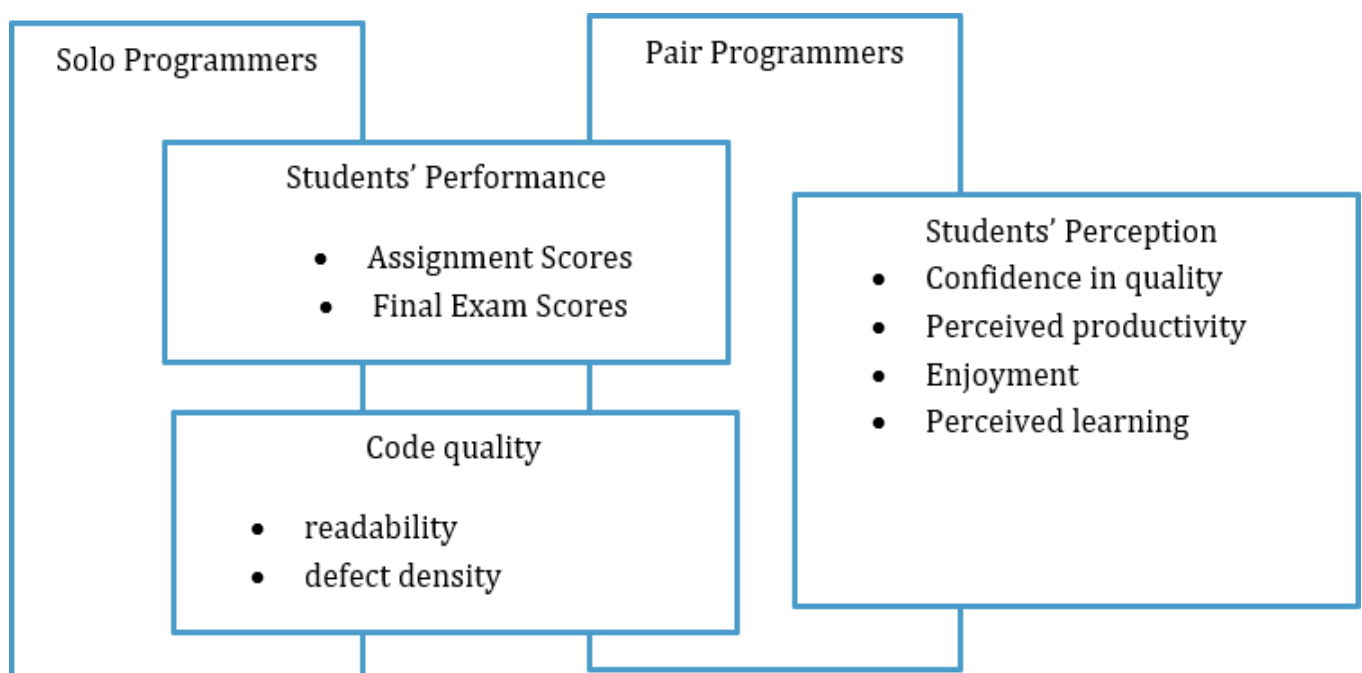 Solo Programmers
Pair Programmers
Students’ Performance
• Assignment Scores
• Final Exam Scores
Code quality
• readability
• defect density
Students’ Perception
• Confidence in quality
• Perceived productivity
• Enjoyment
• Perceived learning